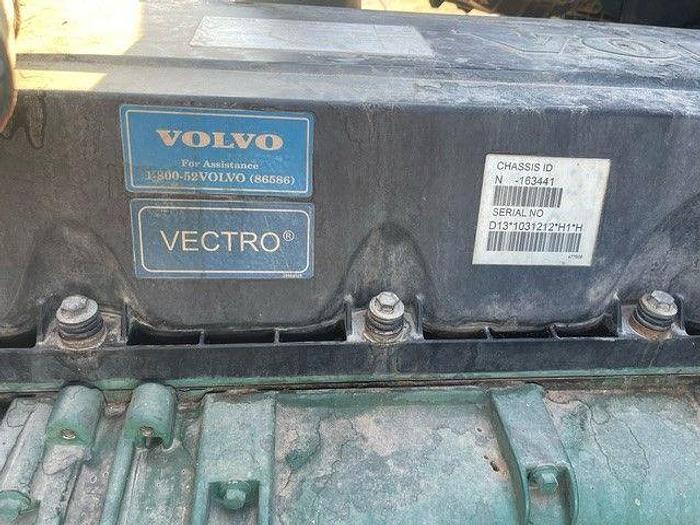 VOLVO
For Assistance
1-800-52VOLVO (86586)
VECTRO®
CHASSIS ID
N -163441
SERIAL NO
D13*1031212*H1*H